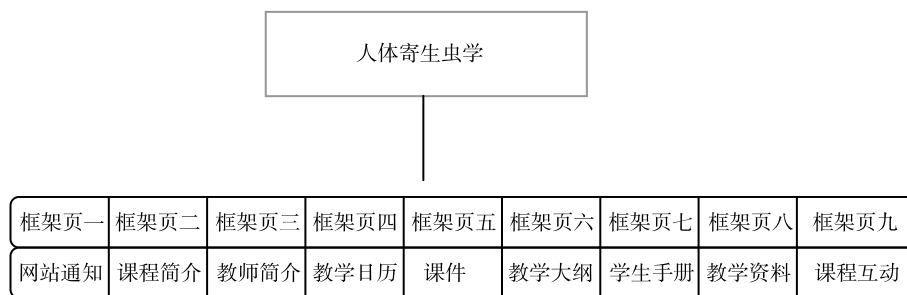 人体寄生虫学
框架页一 框架页二 框架页三 框架页四 框架页五 框架页六 框架页七 框架页八 框架页九
网站通知 课程简介 教师简介 教学日历 课件 教学大纲 学生手册 教学资料 课程互动